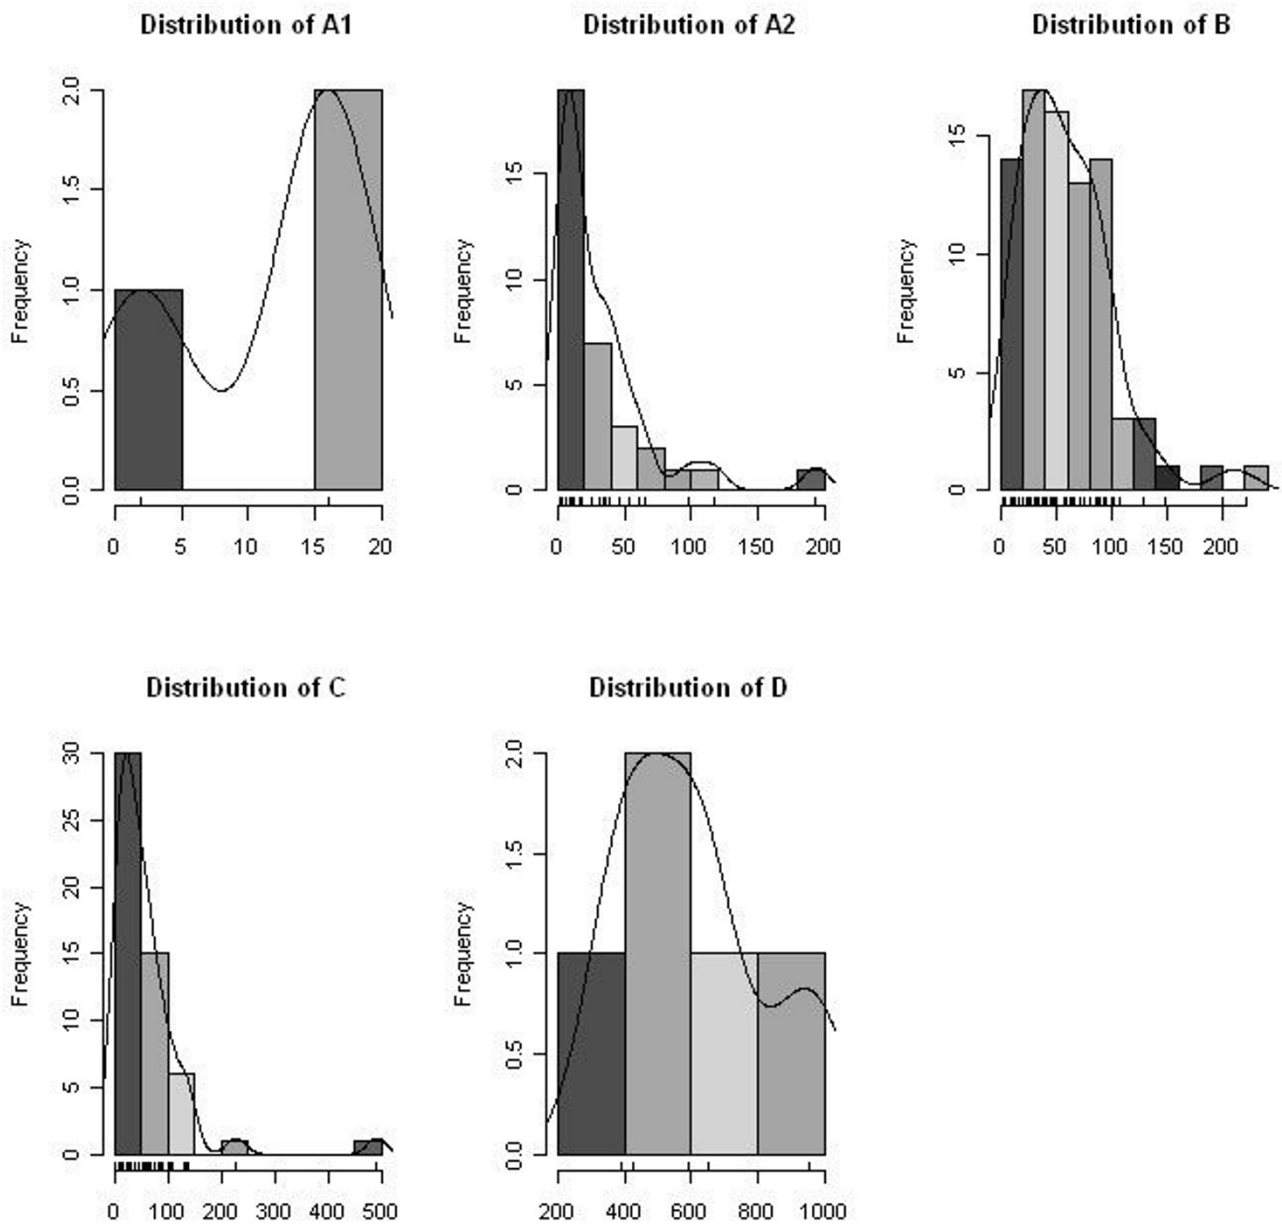 Distribution of A1
Frequency
0.0 0.5 1.0 1.5 2.0
0 5 10 15 20
Distribution of A2
Frequency
0 5 10 15
0 50 100 150 200
Distribution of B
Frequency
0 5 10 15
0 50 100 150 200
Distribution of C
Frequency
0 5 10 15 20 25 30
0 100 200 300 400 500
Distribution of D
Frequency
0.0 0.5 1.0 1.5 2.0
200 400 600 800 1000